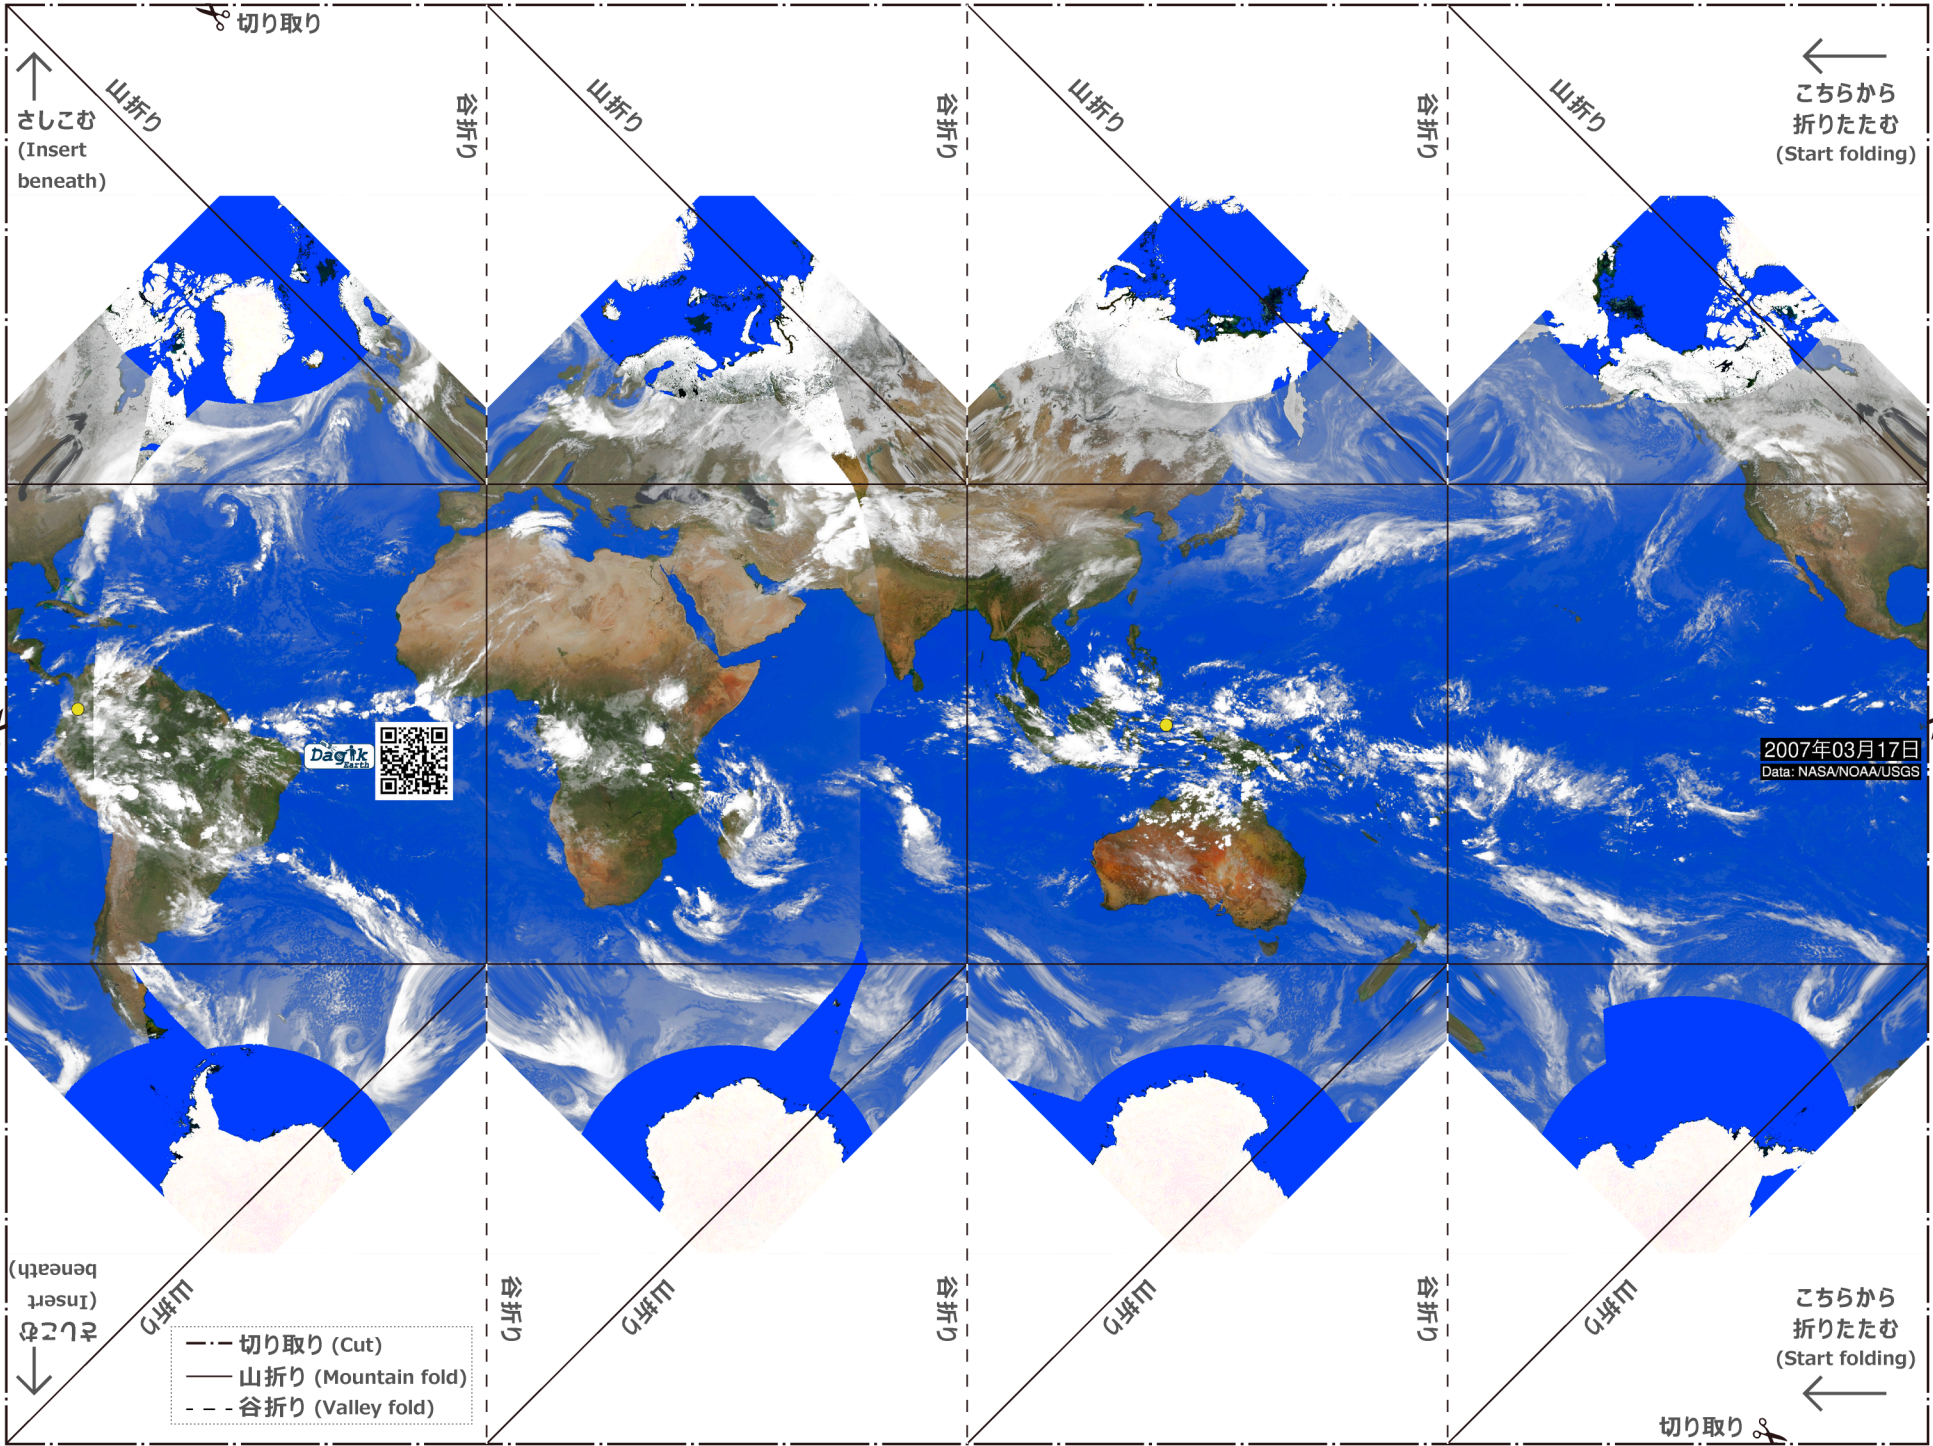 切り取り
さしこむ
(Insert
beneath)
山折り
谷折り
山折り
谷折り
山折り
谷折り
山折り
こちらから
折りたたむ
(Start folding)
Dagik
Earth
2007年03月17日
Data: NASA/NOAA/USGS
さしこむ
(Insert
beneath)
山折り
谷折り
山折り
谷折り
山折り
谷折り
山折り
こちらから
折りたたむ
(Start folding)
切り取り (Cut)
山折り (Mountain fold)
谷折り (Valley fold)
切り取り